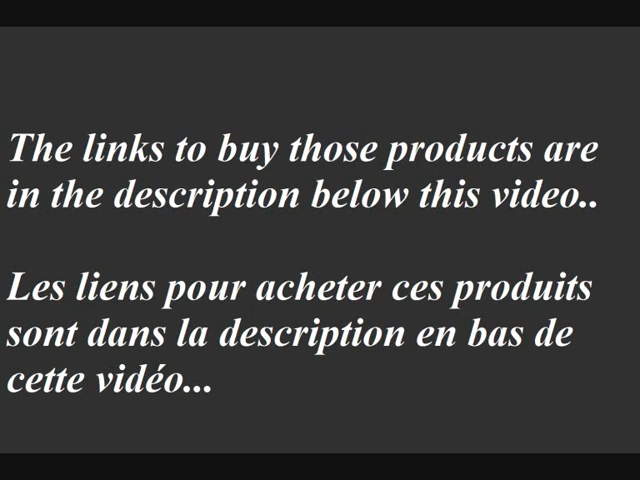 The links to buy those products are
in the description below this video..
Les liens pour acheter ces produits
sont dans la description en bas de
cette vidéo...